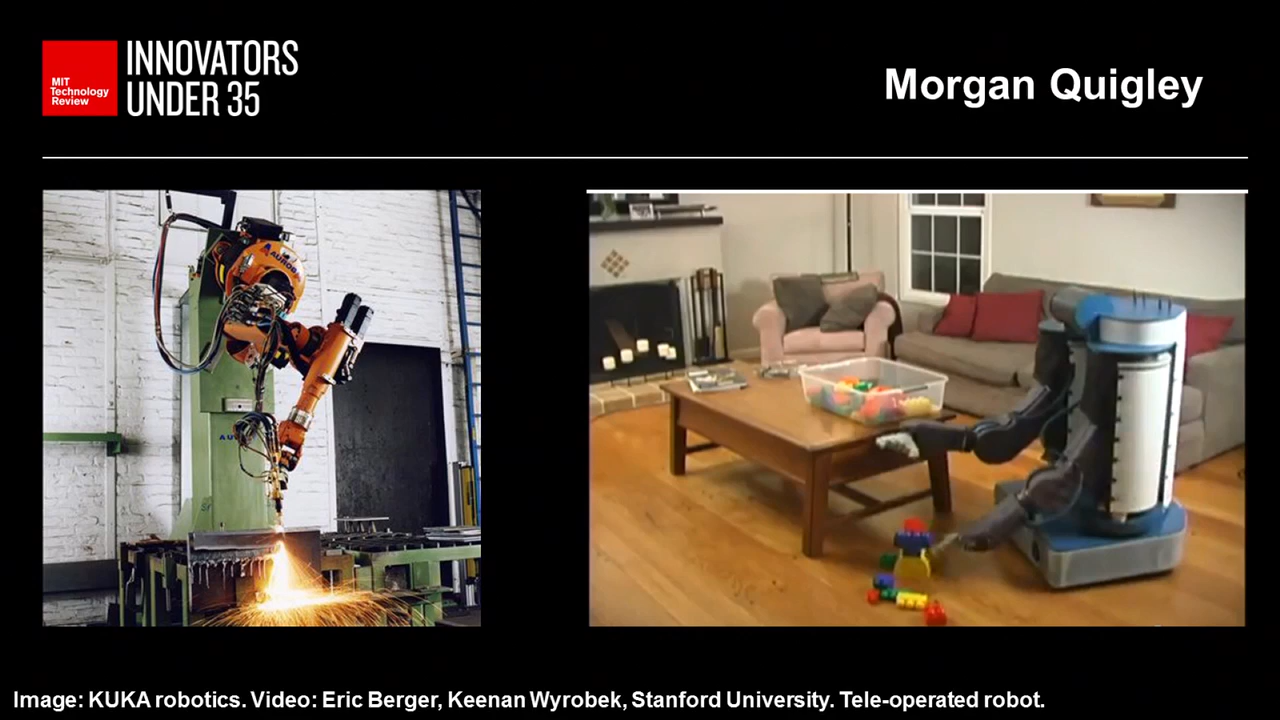 MIT
Technology
Review
INNOVATORS
UNDER 35
Morgan Quigley
Image: KUKA robotics. Video: Eric Berger, Keenan Wyrobek, Stanford University. Tele-operated robot.